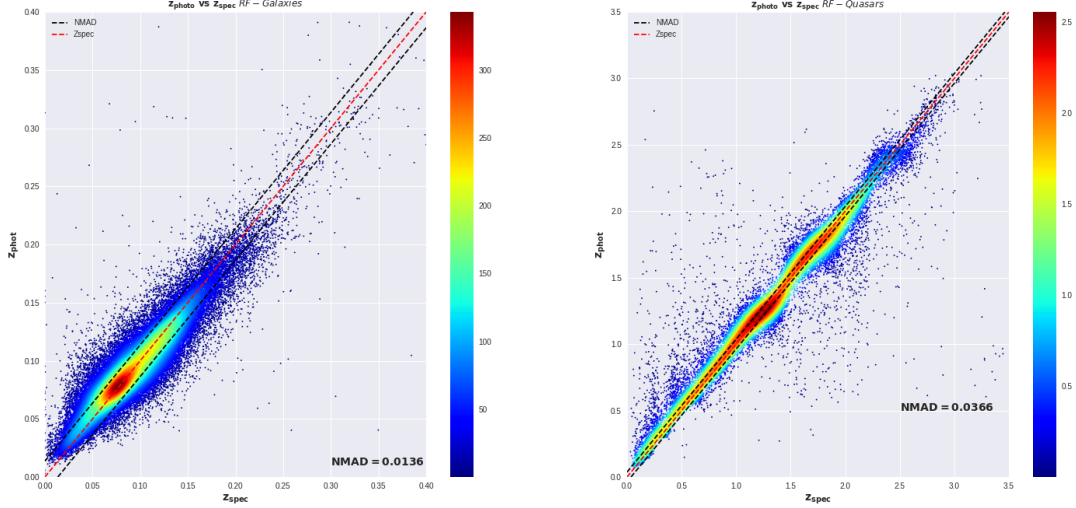 z_photo vs z_spec RF-Galaxies
NMAD
Zspec
0.40
0.35
0.30
0.25
0.20
0.15
0.10
0.05
0.00
z_phot
0.00 0.05 0.10 0.15 0.20 0.25 0.30 0.35 0.40
z_spec
NMAD = 0.0136
300
250
200
150
100
50
z_photo vs z_spec RF-Quasars
NMAD
Zspec
3.5
3.0
2.5
2.0
1.5
1.0
0.5
0.0
z_phot
0.0 0.5 1.0 1.5 2.0 2.5 3.0 3.5
z_spec
NMAD = 0.0366
2.5
2.0
1.5
1.0
0.5